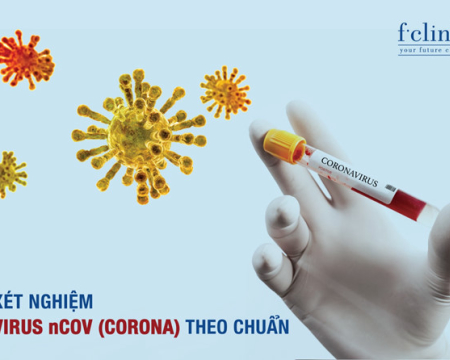 f·clin
your future c
CORONAVIRUS
XÉT NGHIỆM
VIRUS nCOV (CORONA) THEO CHUẨN